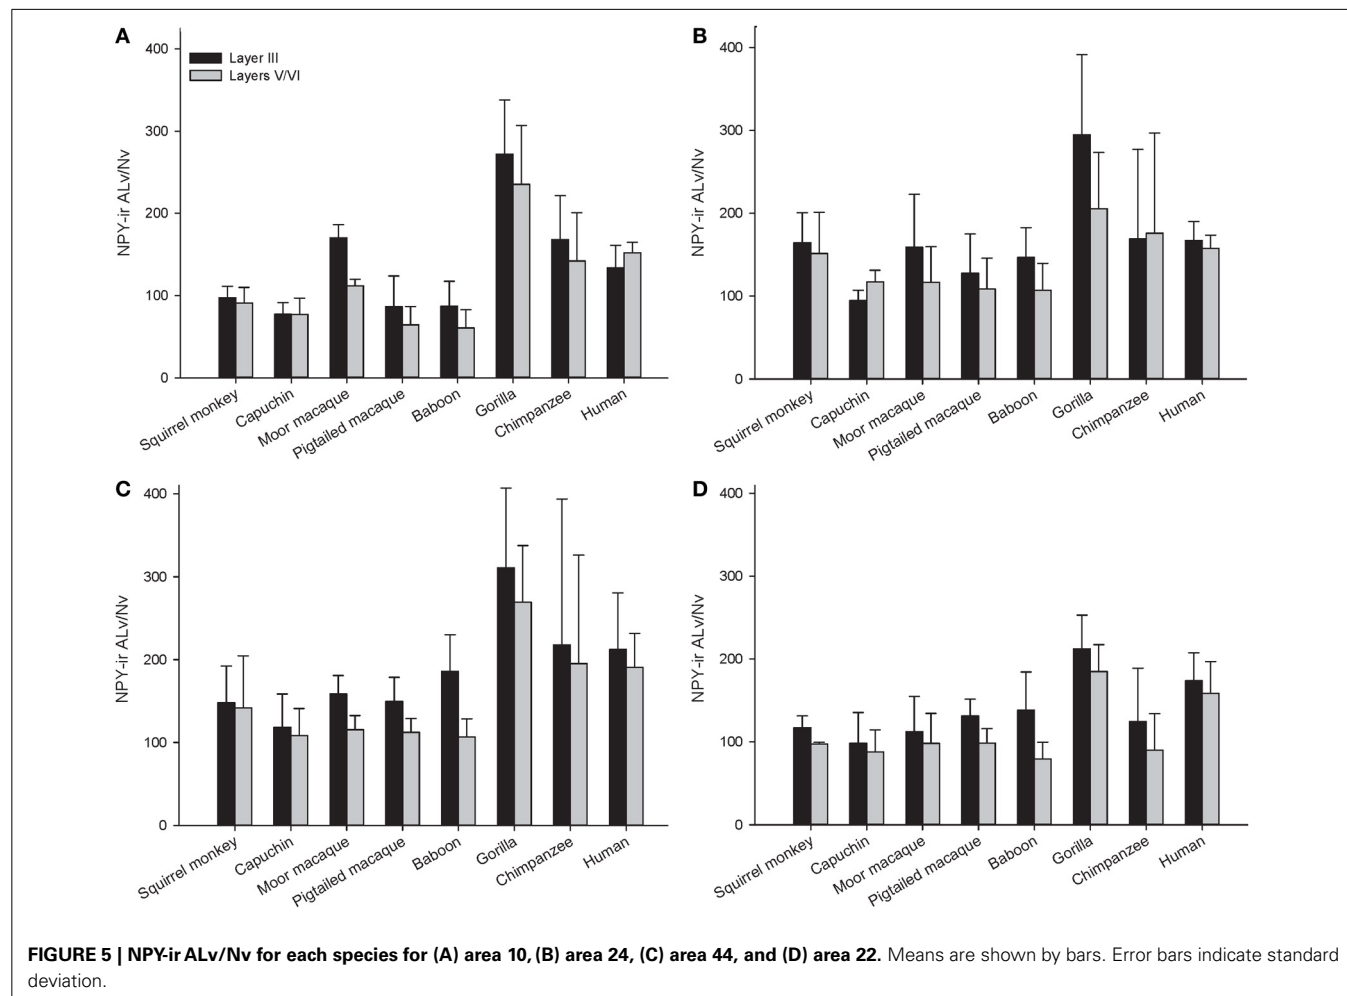 A
400
300
200
100
0
NPY-ir ALv/Nv
Layer III
Layers V/VI
Squirrel monkey
Capuchin
Moor macaque
Pigtailed macaque
Baboon
Gorilla
Chimpanzee
Human
B
400
300
200
100
0
NPY-ir ALv/Nv
Squirrel monkey
Capuchin
Moor macaque
Pigtailed macaque
Baboon
Gorilla
Chimpanzee
Human
C
400
300
200
100
0
NPY-ir ALv/Nv
Squirrel monkey
Capuchin
Moor macaque
Pigtailed macaque
Baboon
Gorilla
Chimpanzee
Human
D
400
300
200
100
0
NPY-ir ALv/Nv
Squirrel monkey
Capuchin
Moor macaque
Pigtailed macaque
Baboon
Gorilla
Chimpanzee
Human
FIGURE 5 | NPY-ir ALv/Nv for each species for (A) area 10, (B) area 24, (C) area 44, and (D) area 22. Means are shown by bars. Error bars indicate standard
deviation.